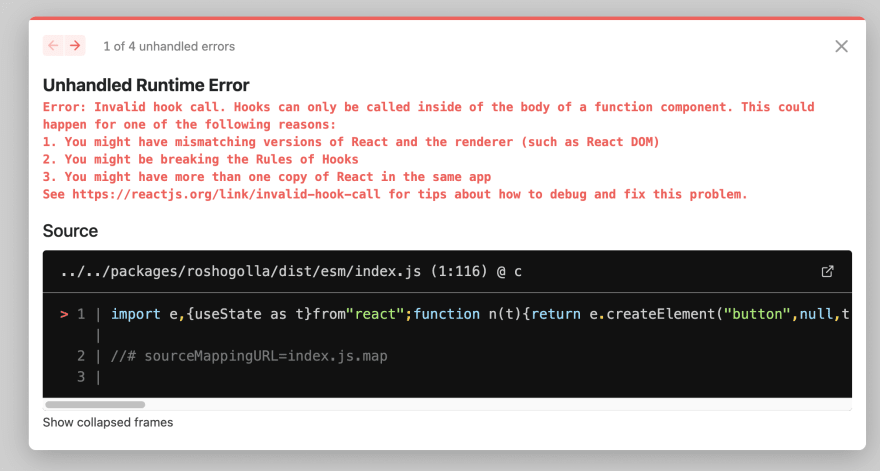 ← → 1 of 4 unhandled errors
Unhandled Runtime Error
Error: Invalid hook call. Hooks can only be called inside of the body of a function component. This could
happen for one of the following reasons:
1. You might have mismatching versions of React and the renderer (such as React DOM)
2. You might be breaking the Rules of Hooks
3. You might have more than one copy of React in the same app
See https://reactjs.org/link/invalid-hook-call for tips about how to debug and fix this problem.
Source
../../packages/roshogolla/dist/esm/index.js (1:116) @ c
> 1 | import e,{useState as t}from"react";function n(t){return e.createElement("button",null,t
|
2 | //# sourceMappingURL=index.js.map
3 |
Show collapsed frames